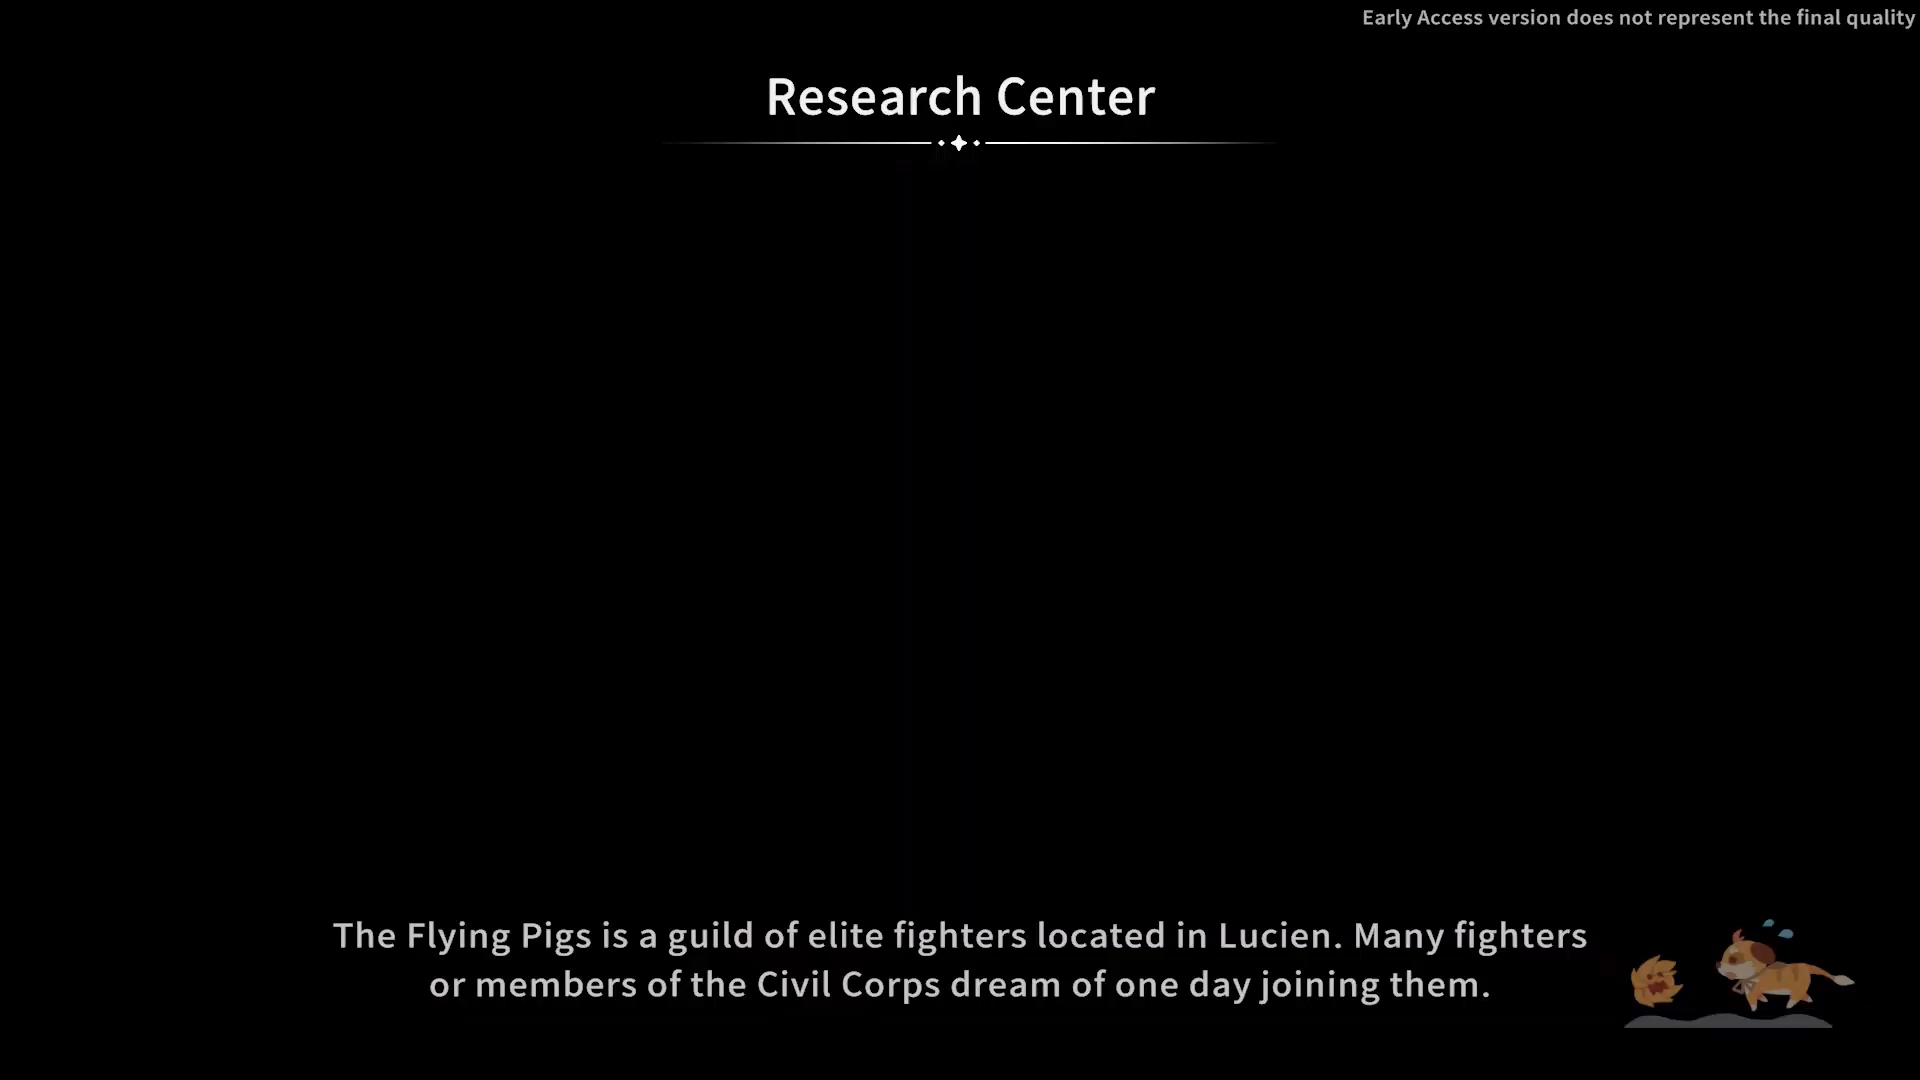 Early Access version does not represent the final quality
Research Center
The Flying Pigs is a guild of elite fighters located in Lucien. Many fighters
or members of the Civil Corps dream of one day joining them.